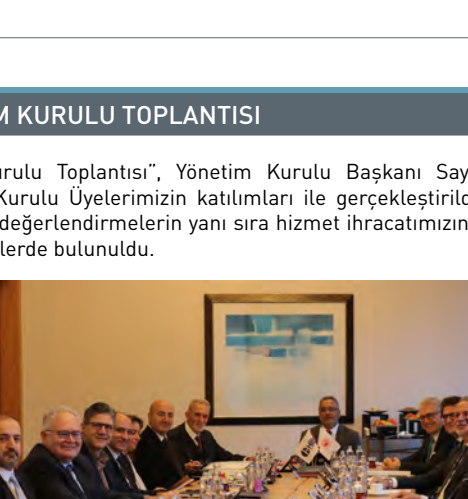 M KURULU TOPLANTISI
urulu Toplantısı”, Yönetim Kurulu Başkanı Say
Kurulu Üyelerimizin katılımları ile gerçekleştirild
değerlendirmelerin yanı sıra hizmet ihracatımızın
lerde bulunuldu.